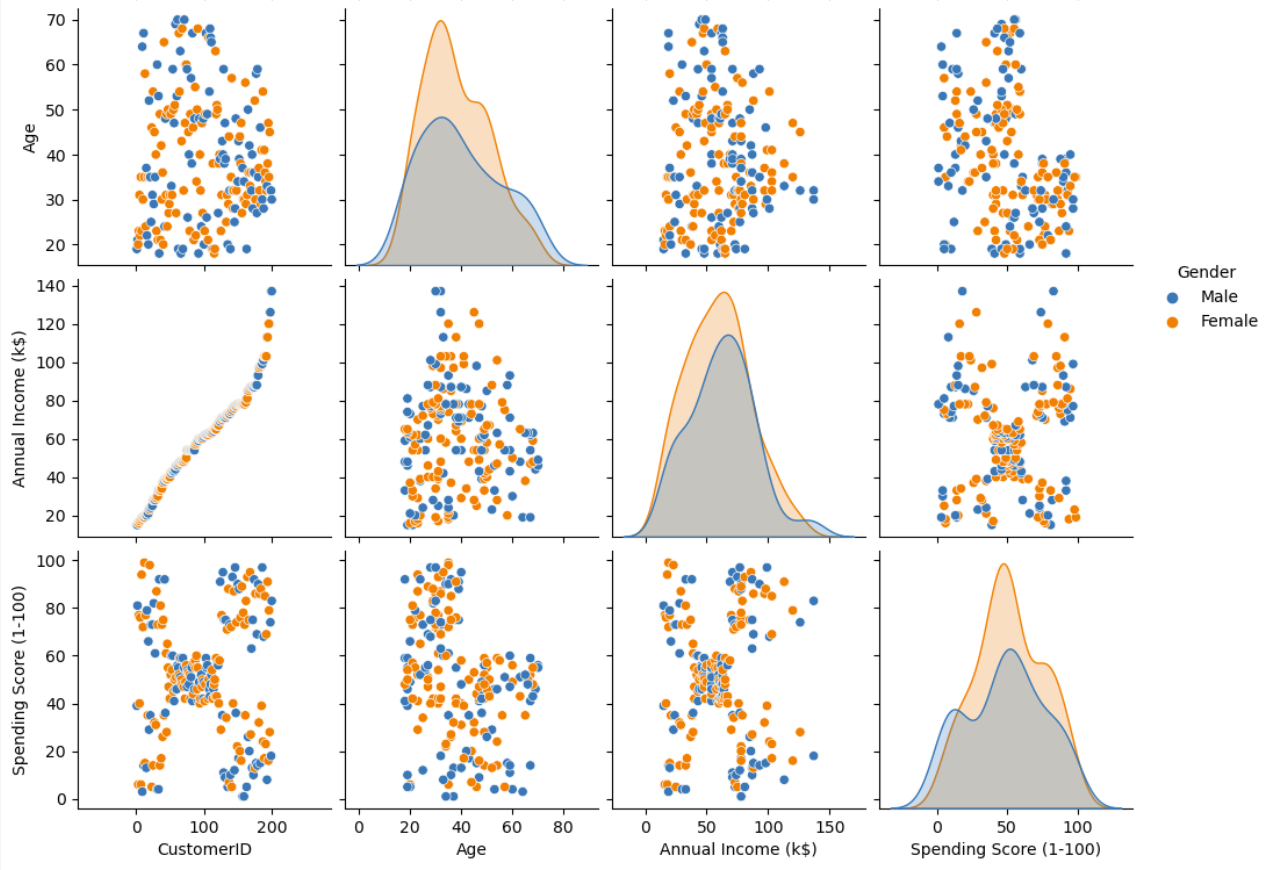 70
60
50
40
30
20
Age
140
120
100
80
60
40
20
Annual Income (k$)
100
80
60
40
20
0
Spending Score (1-100)
0 100 200
CustomerID
0 20 40 60 80
Age
0 50 100 150
Annual Income (k$)
0 50 100
Spending Score (1-100)
Gender
Male
Female